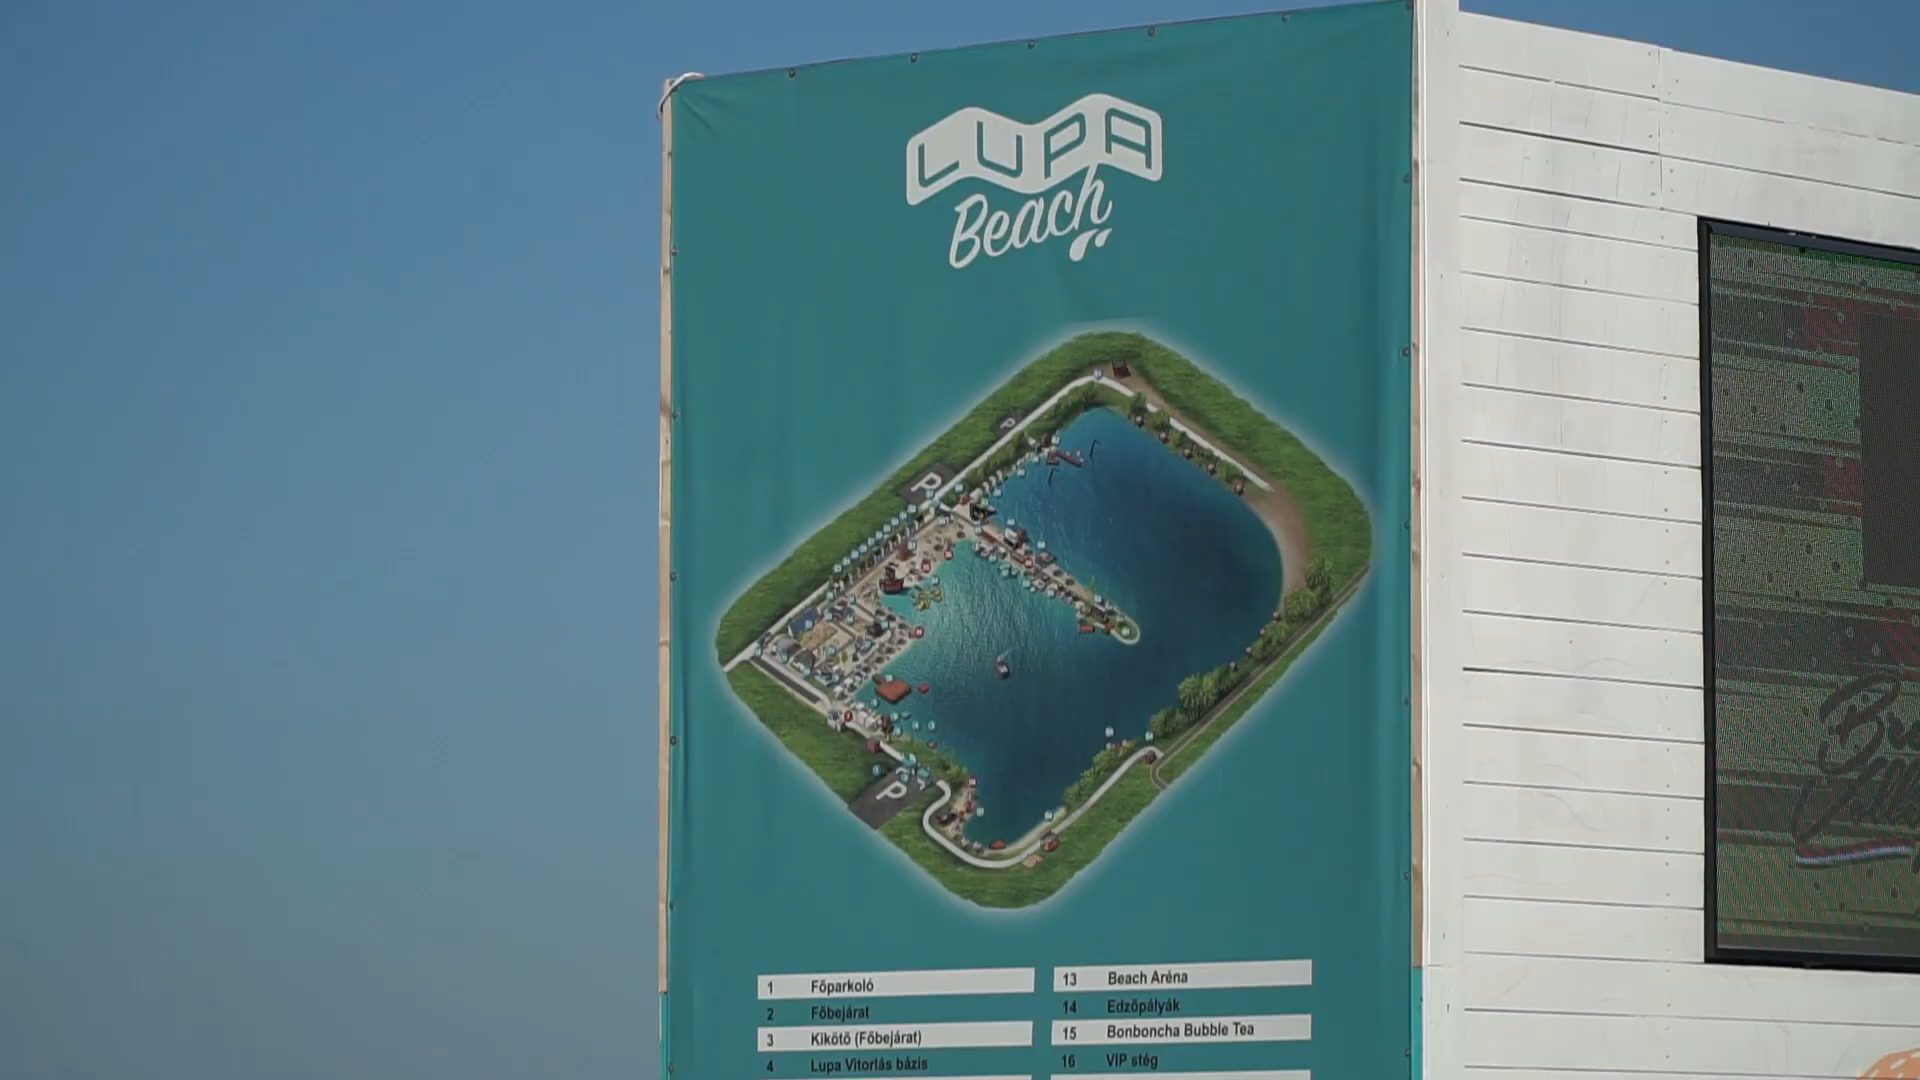 LUPA
Beach
P
P
P
1 Főparkoló
2 Főbejárat
3 Kikötő (Főbejárat)
4 Lupa Vitorlás bázis
13 Beach Aréna
14 Edzőpályák
15 Bonboncha Bubble Tea
16 VIP stég